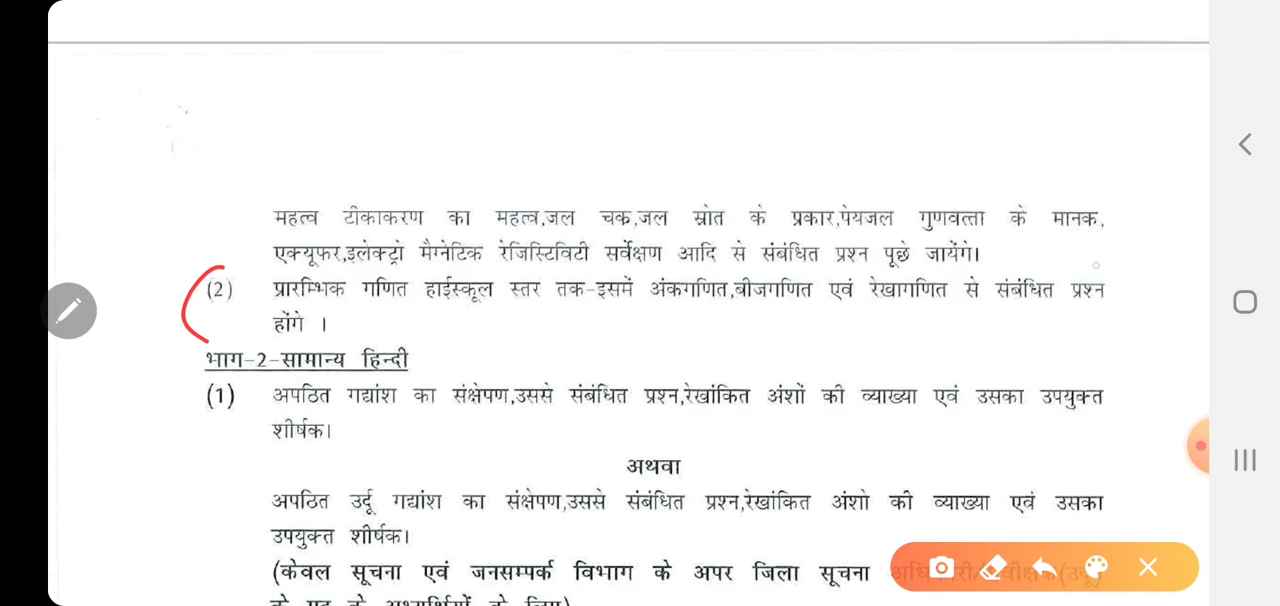 महत्व टीकाकरण का महत्व,जल चक्र,जल स्रोत के प्रकार,पेयजल गुणवत्ता के मानक,
एक्यूफर,इलेक्ट्रो मैग्नेटिक रेजिस्टिविटी सर्वेक्षण आदि से संबंधित प्रश्न पूछे जायेंगे।
(2) प्रारम्भिक गणित हाईस्कूल स्तर तक-इसमें अंकगणित,बीजगणित एवं रेखागणित से संबंधित प्रश्न
होंगे ।
भाग-2-सामान्य हिन्दी
(1) अपठित गद्यांश का संक्षेपण,उससे संबंधित प्रश्न,रेखांकित अंशों की व्याख्या एवं उसका उपयुक्त
शीर्षक।
अथवा
अपठित उर्दू गद्यांश का संक्षेपण,उससे संबंधित प्रश्न,रेखांकित अंशो की व्याख्या एवं उसका
उपयुक्त शीर्षक।
(केवल सूचना एवं जनसम्पर्क विभाग के अपर जिला सूचना